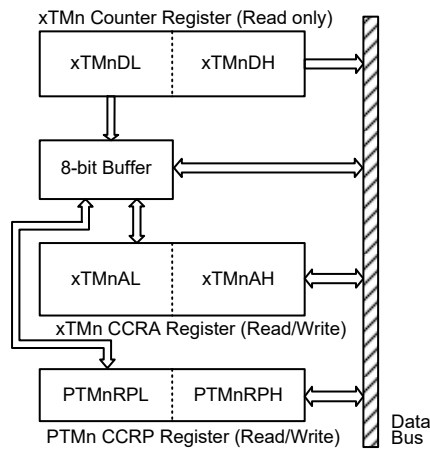 xTMn Counter Register (Read only)
xTMnDL
xTMnDH
8-bit Buffer
xTMnAL
xTMnAH
xTMn CCRA Register (Read/Write)
PTMnRPL
PTMnRPH
PTMn CCRP Register (Read/Write)
Data
Bus